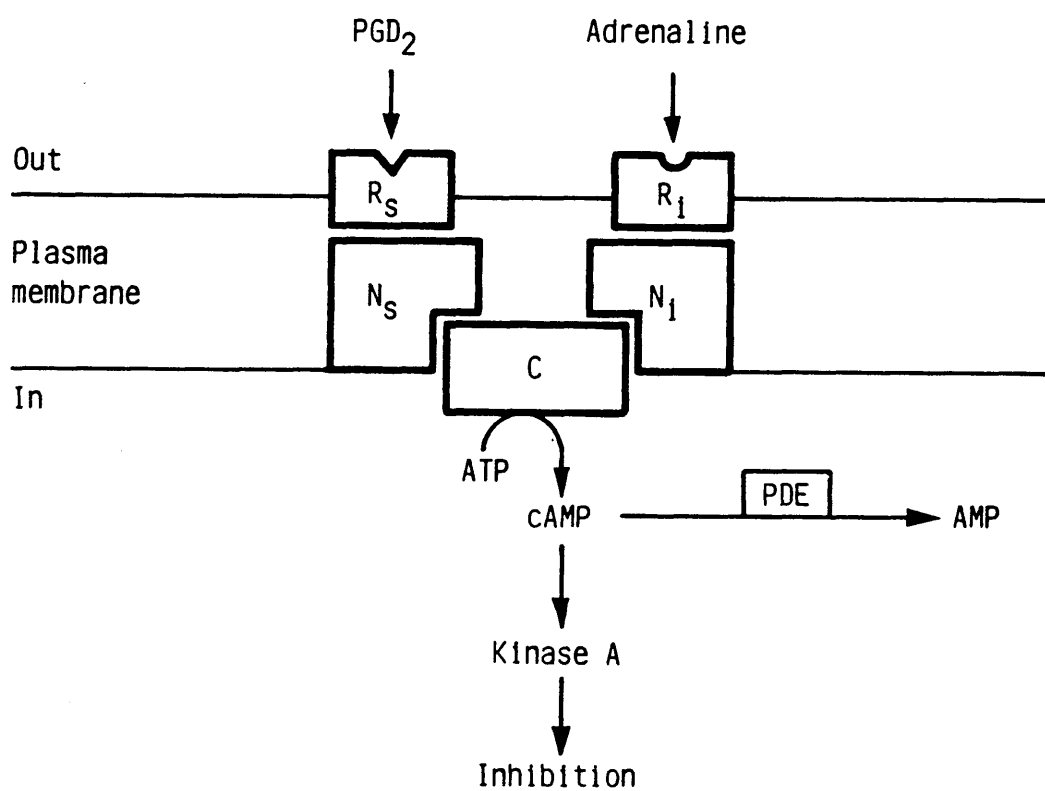 PGD2 Adrenaline
Out
Rs Ri
Plasma
membrane
Ns Ni
C
In
ATP
cAMP PDE AMP
Kinase A
Inhibition